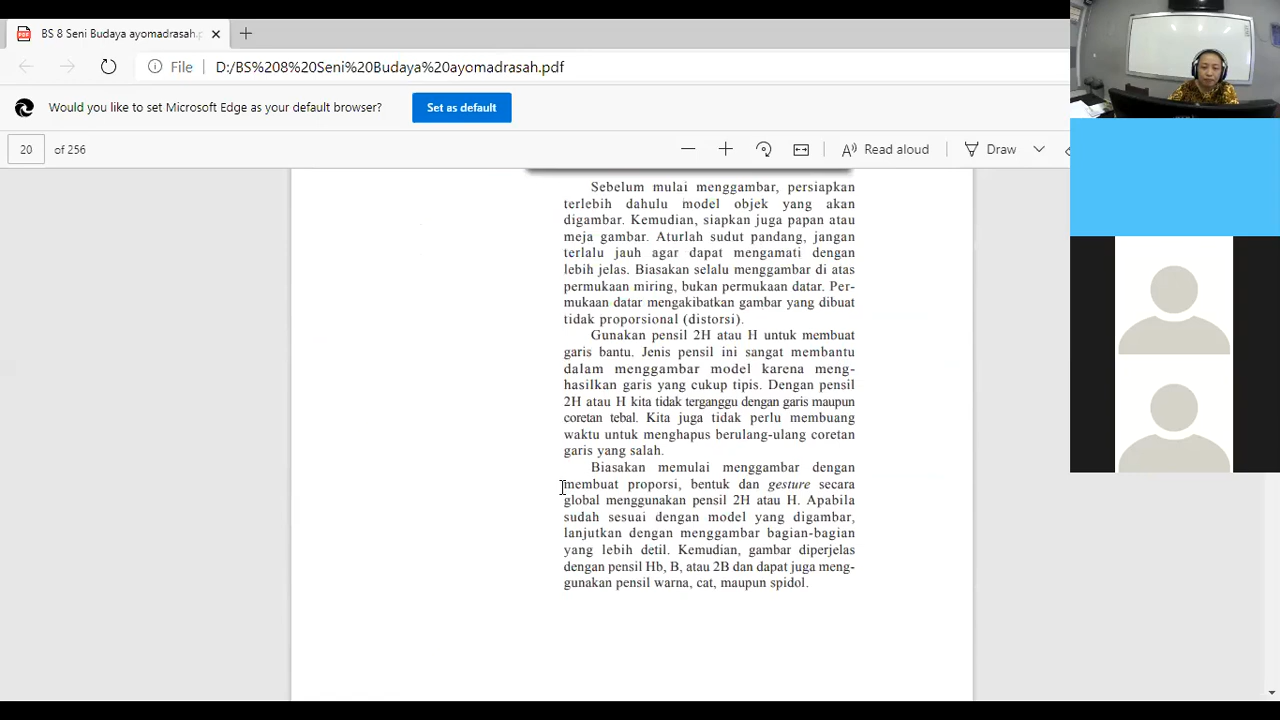 BS 8 Seni Budaya ayomadrasah.p
File D:/BS%208%20Seni%20Budaya%20ayomadrasah.pdf
Would you like to set Microsoft Edge as your default browser? Set as default
20 of 256 Read aloud Draw
Sebelum mulai menggambar, persiapkan
terlebih dahulu model objek yang akan
digambar. Kemudian, siapkan juga papan atau
meja gambar. Aturlah sudut pandang, jangan
terlalu jauh agar dapat mengamati dengan
lebih jelas. Biasakan selalu menggambar di atas
permukaan miring, bukan permukaan datar. Per-
mukaan datar mengakibatkan gambar yang dibuat
tidak proporsional (distorsi).
Gunakan pensil 2H atau H untuk membuat
garis bantu. Jenis pensil ini sangat membantu
dalam menggambar model karena meng-
hasilkan garis yang cukup tipis. Dengan pensil
2H atau H kita tidak terganggu dengan garis maupun
coretan tebal. Kita juga tidak perlu membuang
waktu untuk menghapus berulang-ulang coretan
garis yang salah.
Biasakan memulai menggambar dengan
membuat proporsi, bentuk dan gesture secara
global menggunakan pensil 2H atau H. Apabila
sudah sesuai dengan model yang digambar,
lanjutkan dengan menggambar bagian-bagian
yang lebih detil. Kemudian, gambar diperjelas
dengan pensil Hb, B, atau 2B dan dapat juga meng-
gunakan pensil warna, cat, maupun spidol.